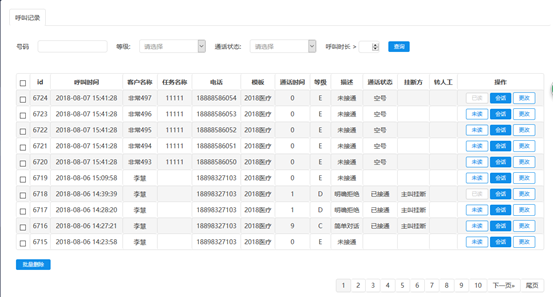 呼叫记录
号码 等级: 请选择 通话状态: 请选择 呼叫时长 > 查询
id 呼叫时间 客户名称 任务名称 电话 模板 通话时间 等级 描述 通话状态 挂断方 转人工 操作
6724 2018-08-07 15:41:28 非常497 11111 18888586054 2018医疗 E 未接通 空号 已读 会话 更改
6723 2018-08-07 15:41:28 非常496 11111 18888586053 2018医疗 0 E 未接通 空号 未读 会话 更改
6722 2018-08-07 15:41:28 非常495 11111 18888586052 2018医疗 0 E 未接通 空号 未读 会话 更改
6721 2018-08-07 15:41:28 非常494 11111 18888586051 2018医疗 0 E 未接通 空号 未读 会话 更改
6720 2018-08-07 15:41:28 非常493 11111 18888586050 2018医疗 0 E 未接通 空号 未读 会话 更改
6719 2018-08-06 15:09:58 李慧 18898327103 2018医疗 0 E 未接通 未读 会话 更改
6718 2018-08-06 14:39:39 李慧 18898327103 2018医疗 1 D 明确拒绝 已接通 主叫挂断 已读 会话 更改
6717 2018-08-06 14:28:20 李慧 18898327103 2018医疗 1 D 明确拒绝 已接通 主叫挂断 未读 会话 更改
6716 2018-08-06 14:27:21 李慧 18898327103 2018医疗 9 C 简单对话 已接通 主叫挂断 未读 会话 更改
6715 2018-08-06 14:23:58 李慧 18898327103 2018医疗 0 E 未接通 未读 会话 更改
批量删除
1 2 3 4 5 6 7 8 9 10 下一页» 尾页